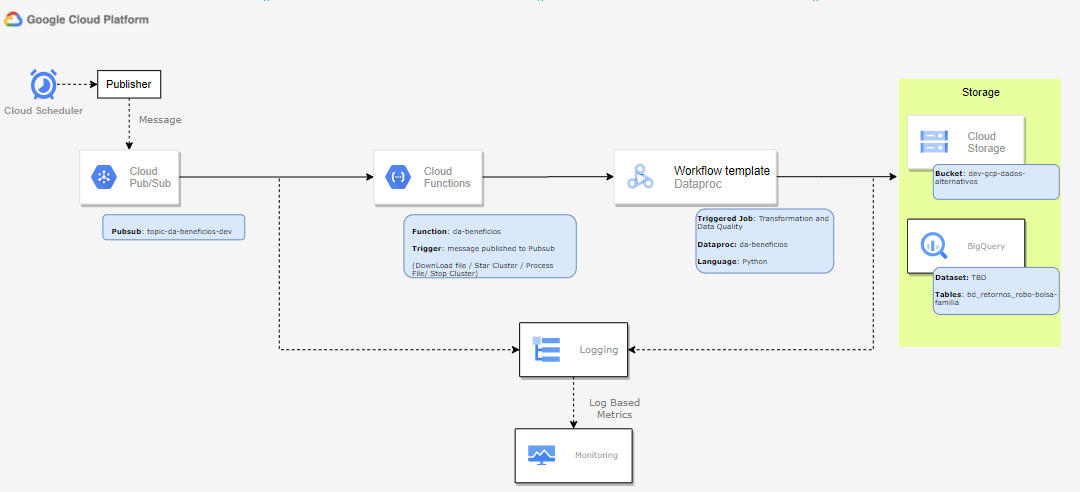 Google Cloud Platform
Cloud Scheduler
Publisher
Message
Cloud
Pub/Sub
Pubsub: topic-da-beneficios-dev
Cloud
Functions
Function: da-beneficios
Trigger: message published to Pubsub
(DownLoad file / Star Cluster / Process
File/ Stop Cluster)
Workflow template
Dataproc
Triggered Job: Transformation and
Data Quality
Dataproc: da-beneficios
Language: Python
Storage
Cloud
Storage
Bucket: dev-gcp-dados-
alternativos
BigQuery
Dataset: TBD
Tables: bd_retornos_robo-bolsa-
familia
Logging
Log Based
Metrics
Monitoring